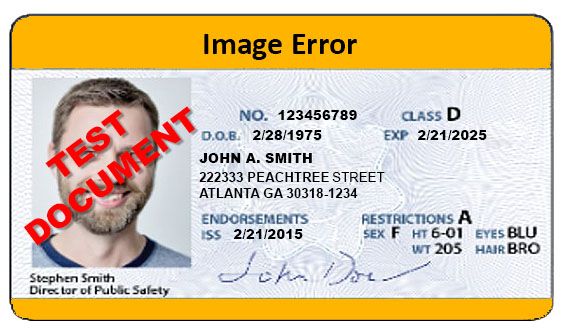 Image Error
TEST
DOCUMENT
NO. 123456789 CLASS D
D.O.B. 2/28/1975 EXP 2/21/2025
JOHN A. SMITH
222333 PEACHTREE STREET
ATLANTA GA 30318-1234
ENDORSEMENTS RESTRICTIONS A
ISS 2/21/2015 SEX F HT 6-01 EYES BLU
WT 205 HAIR BRO
John Doe
Stephen Smith
Director of Public Safety